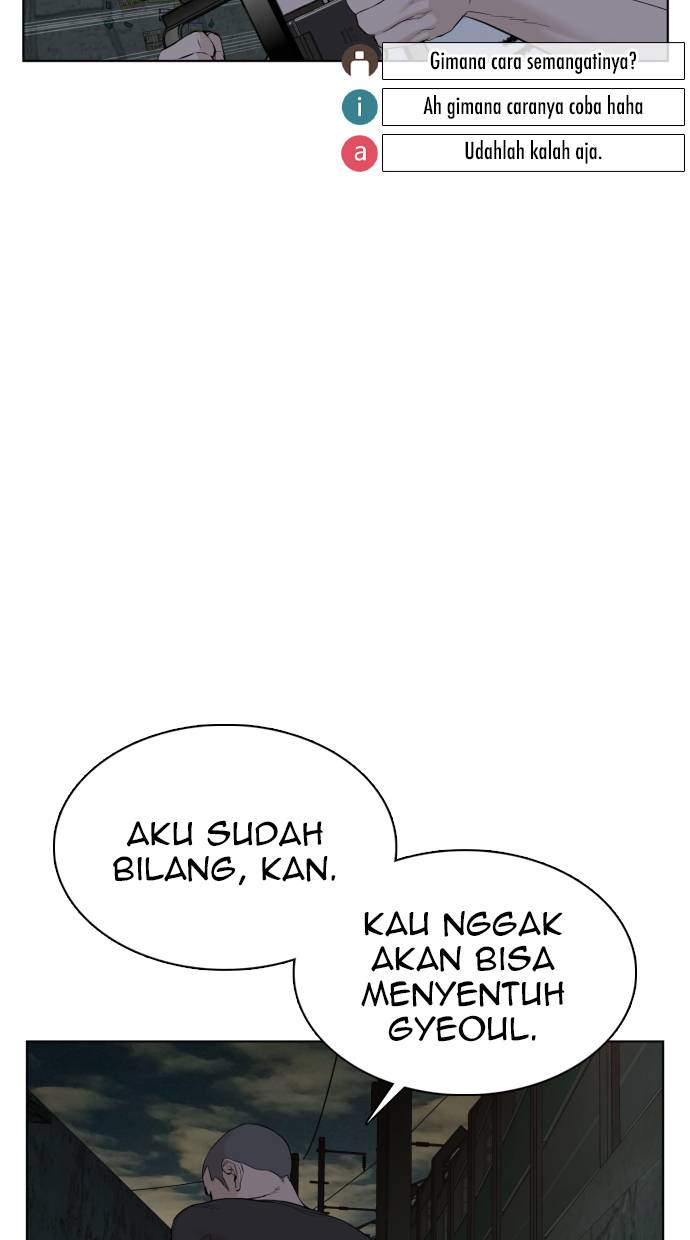 Gimana cara semangatinya?
i
Ah gimana caranya coba haha
a
Udahlah kalah aja.
AKU SUDAH
BILANG, KAN.
KAU NGGAK
AKAN BISA
MENYENTUH
GYEOUL.